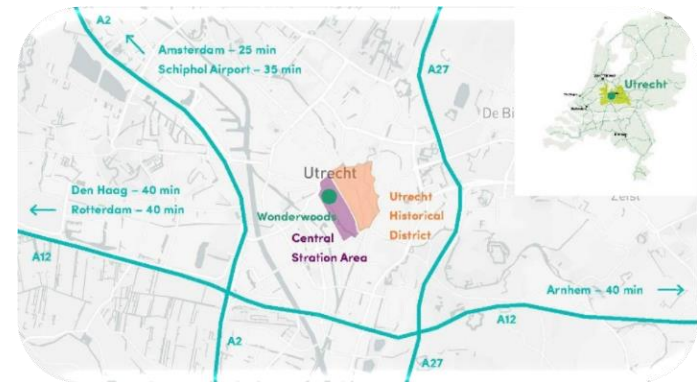 A2
Amsterdam – 25 min
Schiphol Airport – 35 min
A27
Utrecht
De Bi
Den Haag – 40 min
Rotterdam – 40 min
Utrecht
Wonderwoods
Utrecht
Historical
District
Central
Stration Area
Zeist
A12
Arnhem – 40 min
A12
A2
A27